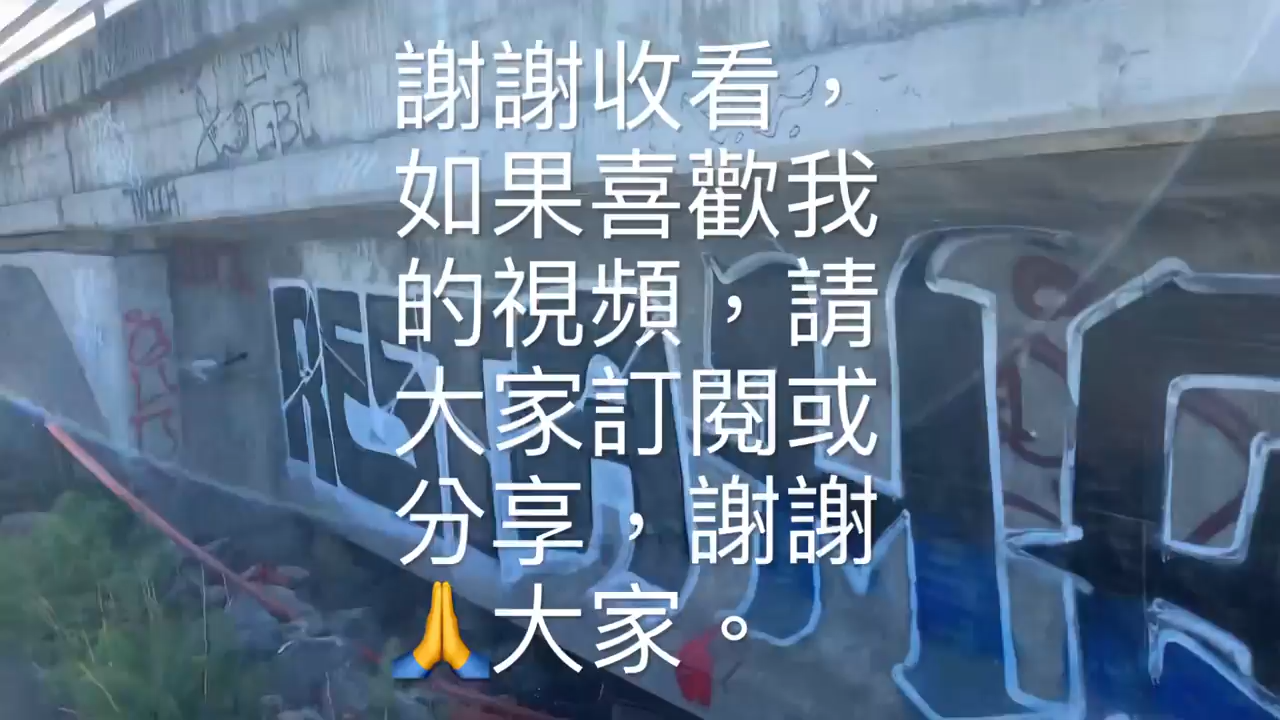 謝謝收看，
如果喜歡我
的視頻，請
大家訂閱或
分享，謝謝
🙏大家。